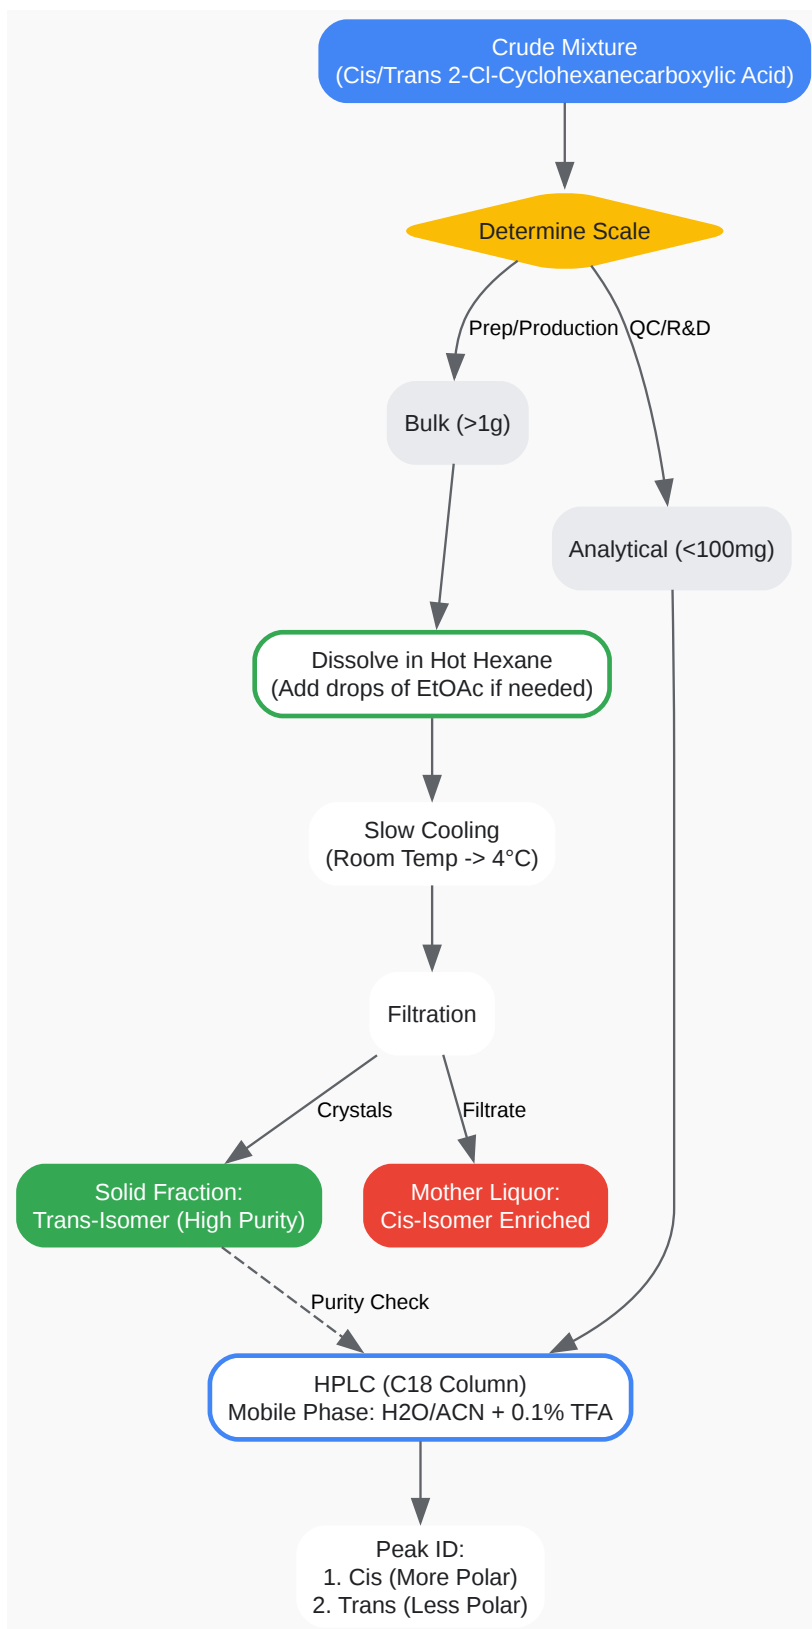 Crude Mixture
(Cis/Trans 2-Cl-Cyclohexanecarboxylic Acid)
Determine Scale
Prep/Production
QC/R&D
Bulk (>1g)
Analytical (<100mg)
Dissolve in Hot Hexane
(Add drops of EtOAc if needed)
Slow Cooling
(Room Temp -> 4°C)
Filtration
Crystals
Filtrate
Solid Fraction:
Trans-Isomer (High Purity)
Mother Liquor:
Cis-Isomer Enriched
Purity Check
HPLC (C18 Column)
Mobile Phase: H2O/ACN + 0.1% TFA
Peak ID:
1. Cis (More Polar)
2. Trans (Less Polar)